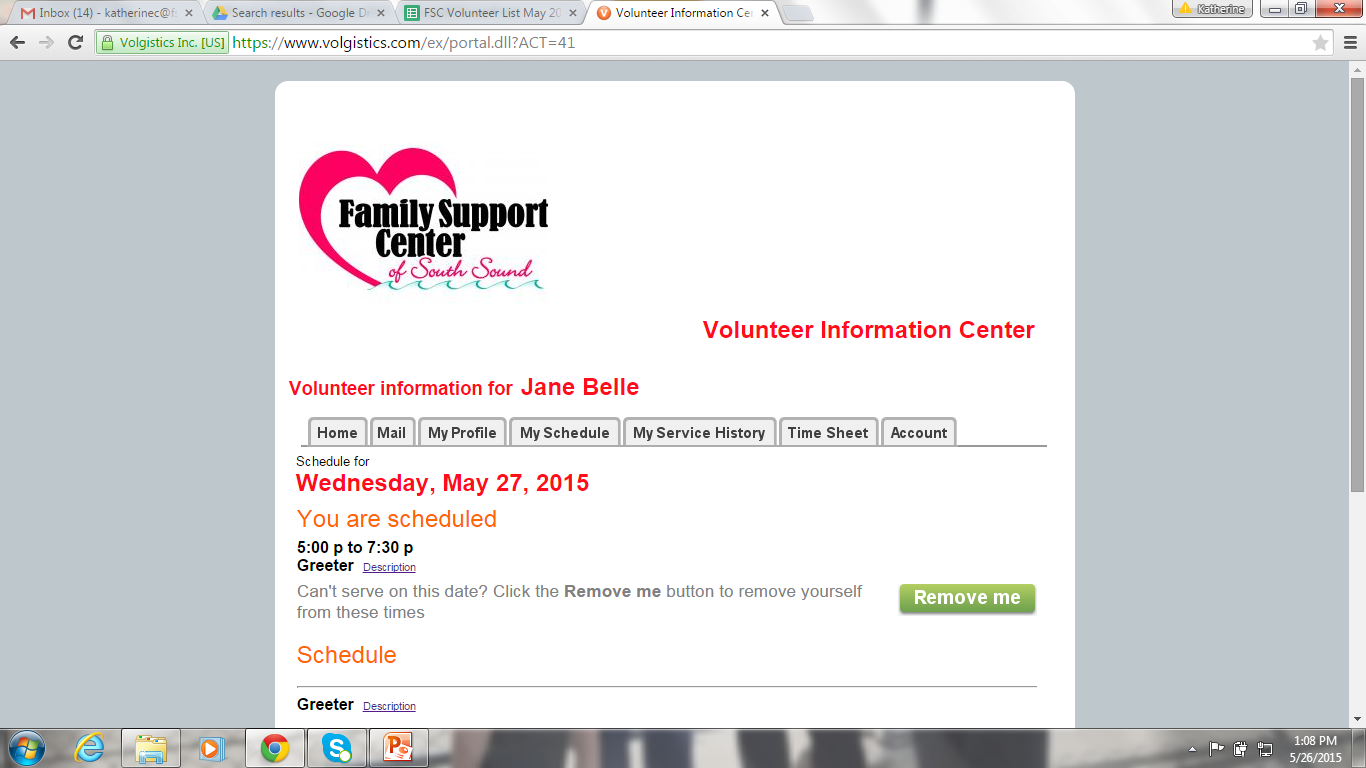 Inbox (14) - katherinec@fs
Search results - Google Dr
FSC Volunteer List May 20
Volunteer Information Cen
Katherine
Volgistics Inc. [US]
https://www.volgistics.com/ex/portal.dll?ACT=41
Family Support
Center
of South Sound
Volunteer Information Center
Volunteer information for Jane Belle
Home
Mail
My Profile
My Schedule
My Service History
Time Sheet
Account
Schedule for
Wednesday, May 27, 2015
You are scheduled
5:00 p to 7:30 p
Greeter Description
Can't serve on this date? Click the Remove me button to remove yourself
from these times
Remove me
Schedule
Greeter Description
1:08 PM
5/26/2015